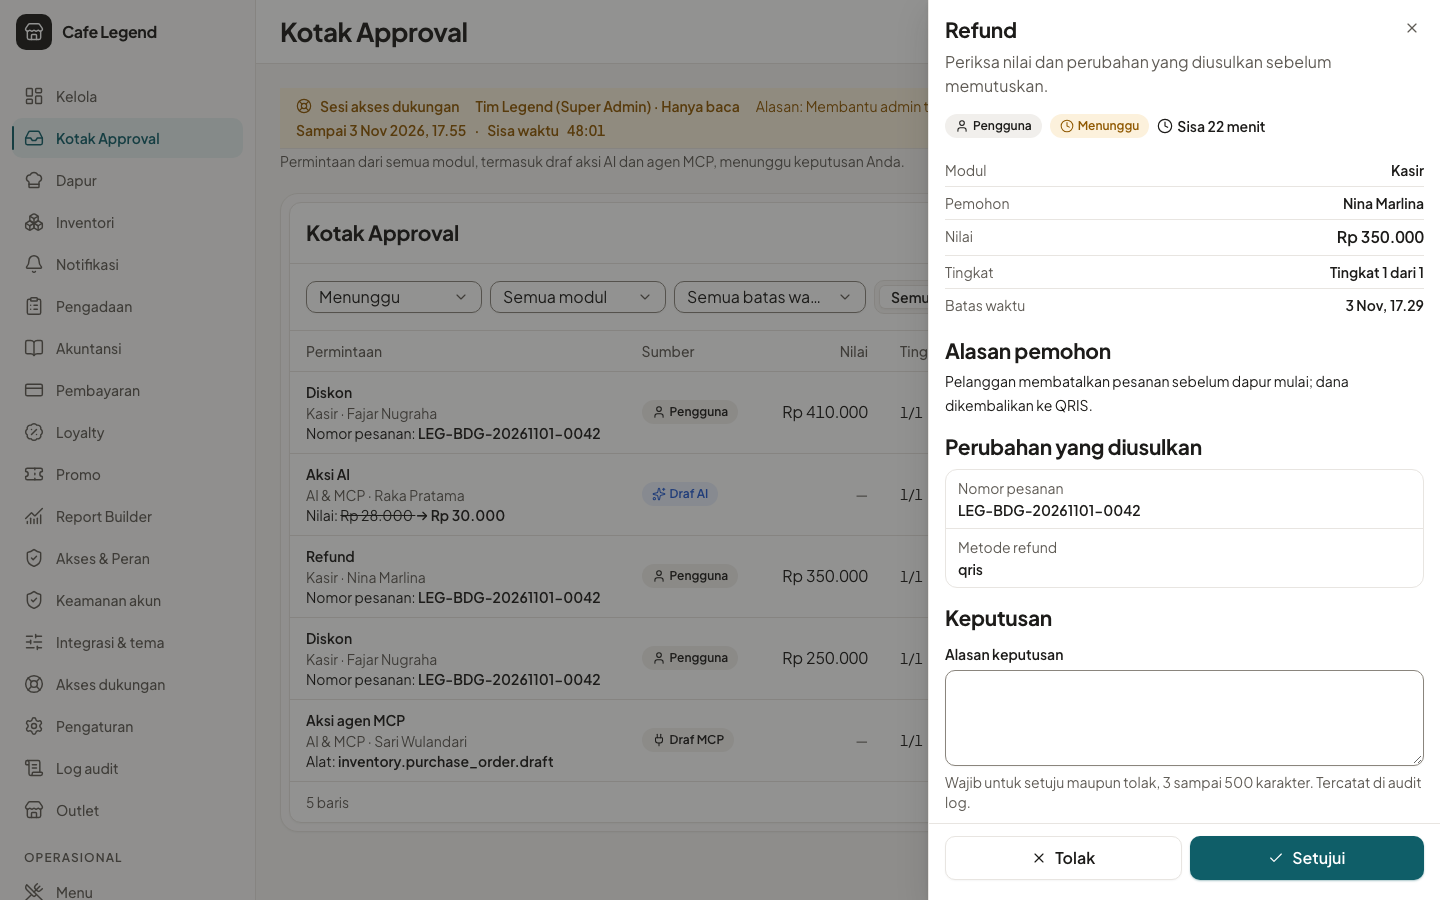 Cafe Legend
Kelola
Kotak Approval
Dapur
Inventori
Notifikasi
Pengadaan
Akuntansi
Pembayaran
Loyalty
Promo
Report Builder
Akses & Peran
Keamanan akun
Integrasi & tema
Akses dukungan
Pengaturan
Log audit
Outlet
OPERASIONAL
Menu
Kotak Approval
Sesi akses dukungan Tim Legend (Super Admin) · Hanya baca Alasan: Membantu admin
Sampai 3 Nov 2026, 17.55 · Sisa waktu 48:01
Permintaan dari semua modul, termasuk draf aksi AI dan agen MCP, menunggu keputusan Anda.
Kotak Approval
Menunggu Semua modul Semua batas wa...
Permintaan Sumber Nilai
Diskon
Kasir · Fajar Nugraha
Nomor pesanan: LEG-BDG-20261101-0042
Pengguna Rp 410.000 1/1
Aksi AI
AI & MCP · Raka Pratama
Nilai: Rp 28.000 → Rp 30.000
Draf AI — 1/1
Refund
Kasir · Nina Marlina
Nomor pesanan: LEG-BDG-20261101-0042
Pengguna Rp 350.000 1/1
Diskon
Kasir · Fajar Nugraha
Nomor pesanan: LEG-BDG-20261101-0042
Pengguna Rp 250.000 1/1
Aksi agen MCP
AI & MCP · Sari Wulandari
Alat: inventory.purchase_order.draft
Draf MCP — 1/1
5 baris
Refund
Periksa nilai dan perubahan yang diusulkan sebelum
memutuskan.
Pengguna Menunggu Sisa 22 menit
Modul Kasir
Pemohon Nina Marlina
Nilai Rp 350.000
Tingkat Tingkat 1 dari 1
Batas waktu 3 Nov, 17.29
Alasan pemohon
Pelanggan membatalkan pesanan sebelum dapur mulai; dana
dikembalikan ke QRIS.
Perubahan yang diusulkan
Nomor pesanan
LEG-BDG-20261101-0042
Metode refund
qris
Keputusan
Alasan keputusan
Wajib untuk setuju maupun tolak, 3 sampai 500 karakter. Tercatat di audit
log.
Tolak Setujui